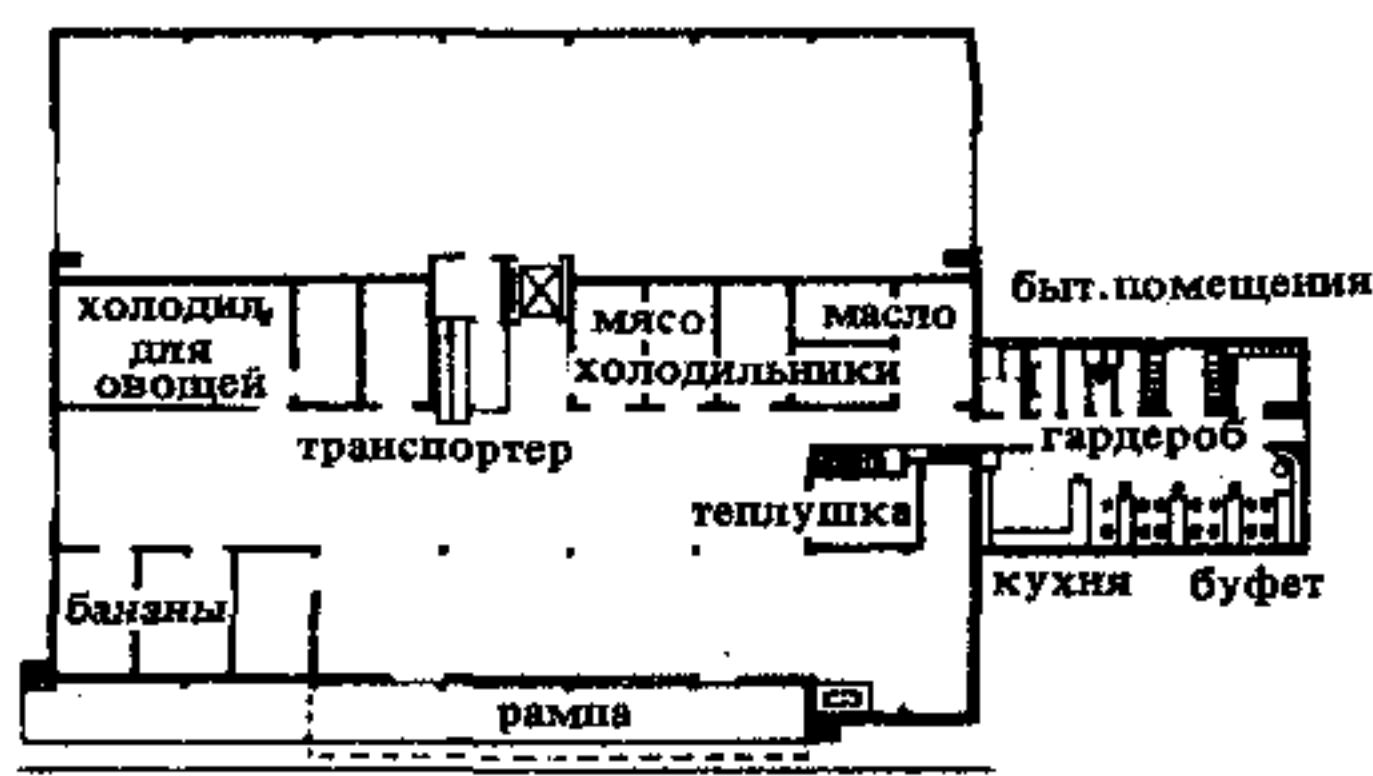 быт.помещения
холодил.
для
овощей
мясо
масло
холодильники
транспортер
гардероб
теплушка
кухня
буфет
бананы
рампа